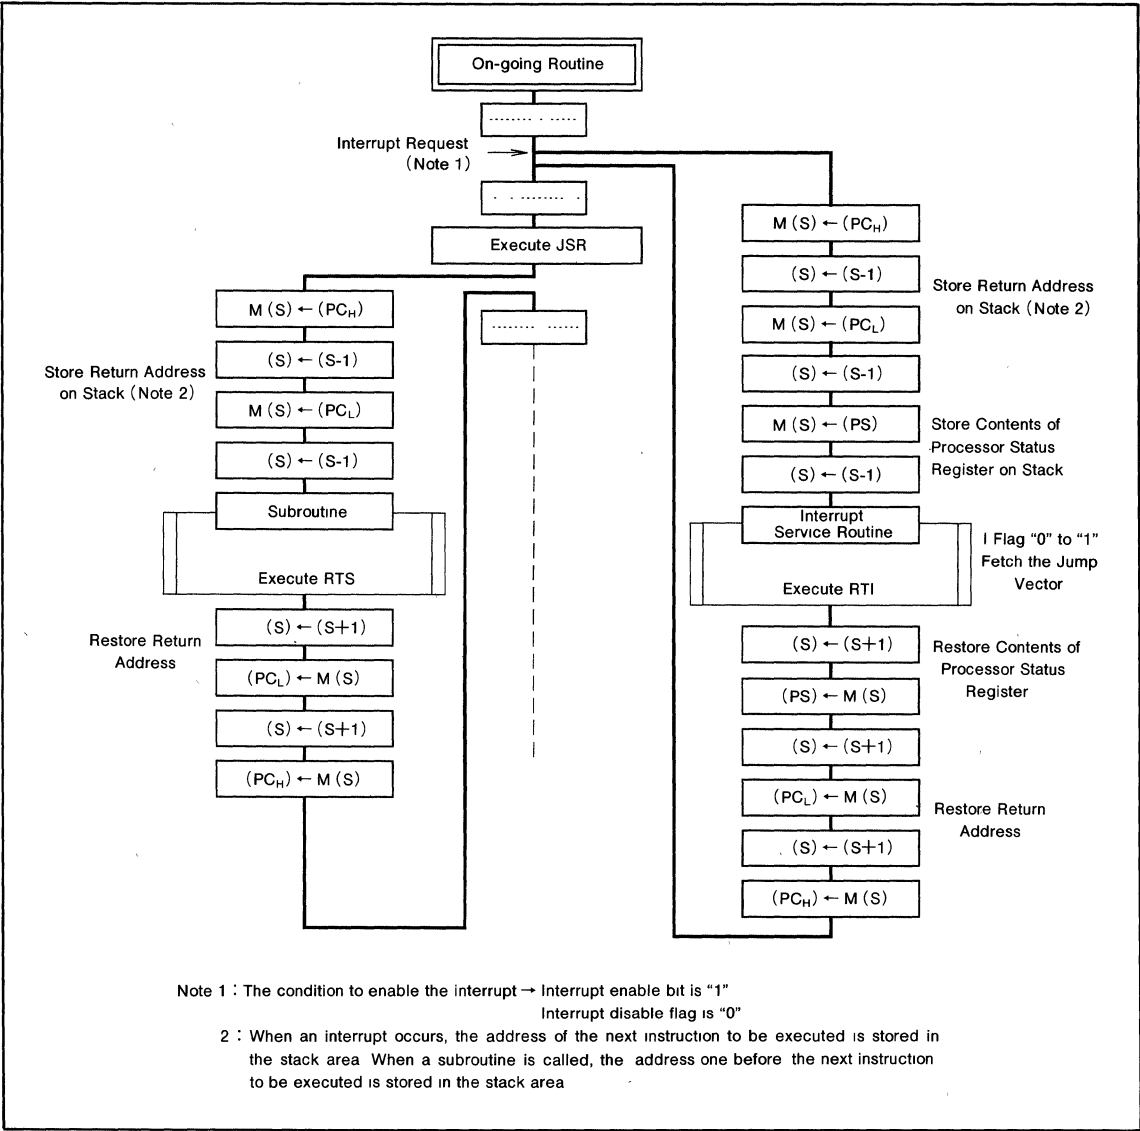 On-going Routine
Interrupt Request
(Note 1)
Execute JSR
M (S) ← (PCH)
(S) ← (S-1)
M (S) ← (PCL)
(S) ← (S-1)
Store Return Address
on Stack (Note 2)
Subroutine
Execute RTS
(S) ← (S+1)
(PCL) ← M (S)
(S) ← (S+1)
(PCH) ← M (S)
Restore Return
Address
M (S) ← (PCH)
(S) ← (S-1)
M (S) ← (PCL)
(S) ← (S-1)
Store Return Address
on Stack (Note 2)
M (S) ← (PS)
(S) ← (S-1)
Store Contents of
Processor Status
Register on Stack
Interrupt
Service Routine
Execute RTI
I Flag “0” to “1”
Fetch the Jump
Vector
(S) ← (S+1)
(PS) ← M (S)
Restore Contents of
Processor Status
Register
(S) ← (S+1)
(PCL) ← M (S)
(S) ← (S+1)
(PCH) ← M (S)
Restore Return
Address
Note 1 : The condition to enable the interrupt → Interrupt enable bit is “1”
Interrupt disable flag is “0”
2 : When an interrupt occurs, the address of the next instruction to be executed is stored in
the stack area When a subroutine is called, the address one before the next instruction
to be executed is stored in the stack area